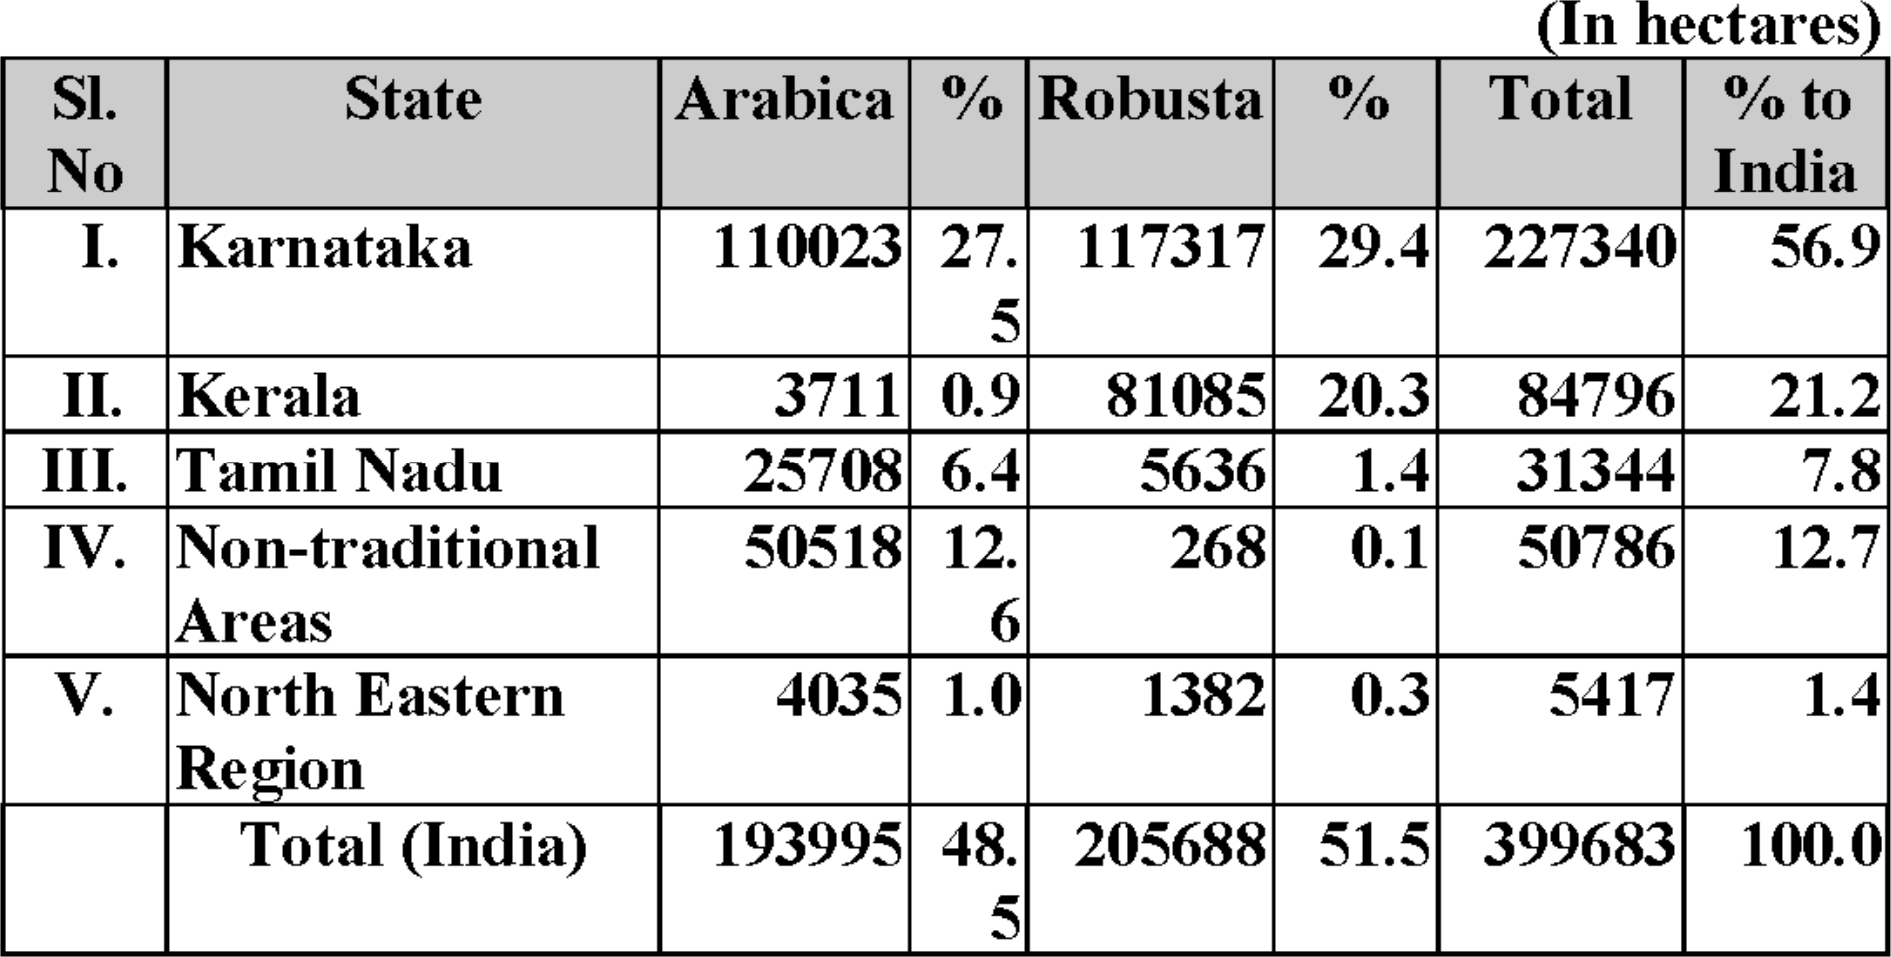 (In hectares)
Sl. No State Arabica % Robusta % Total % to India
I. Karnataka 110023 27.5 117317 29.4 227340 56.9
II. Kerala 3711 0.9 81085 20.3 84796 21.2
III. Tamil Nadu 25708 6.4 5636 1.4 31344 7.8
IV. Non-traditional Areas 50518 12.6 268 0.1 50786 12.7
V. North Eastern Region 4035 1.0 1382 0.3 5417 1.4
Total (India) 193995 48.5 205688 51.5 399683 100.0